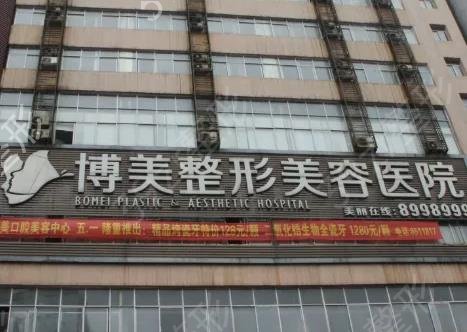 博美整形美容医院
BOMEI PLASTIC & AESTHETIC HOSPITAL
美丽在线:8998999
美口腔美容中心 五.一隆重推出:精品烤瓷牙特价128元/颗 氧化锆生物全瓷牙 1280元/颗